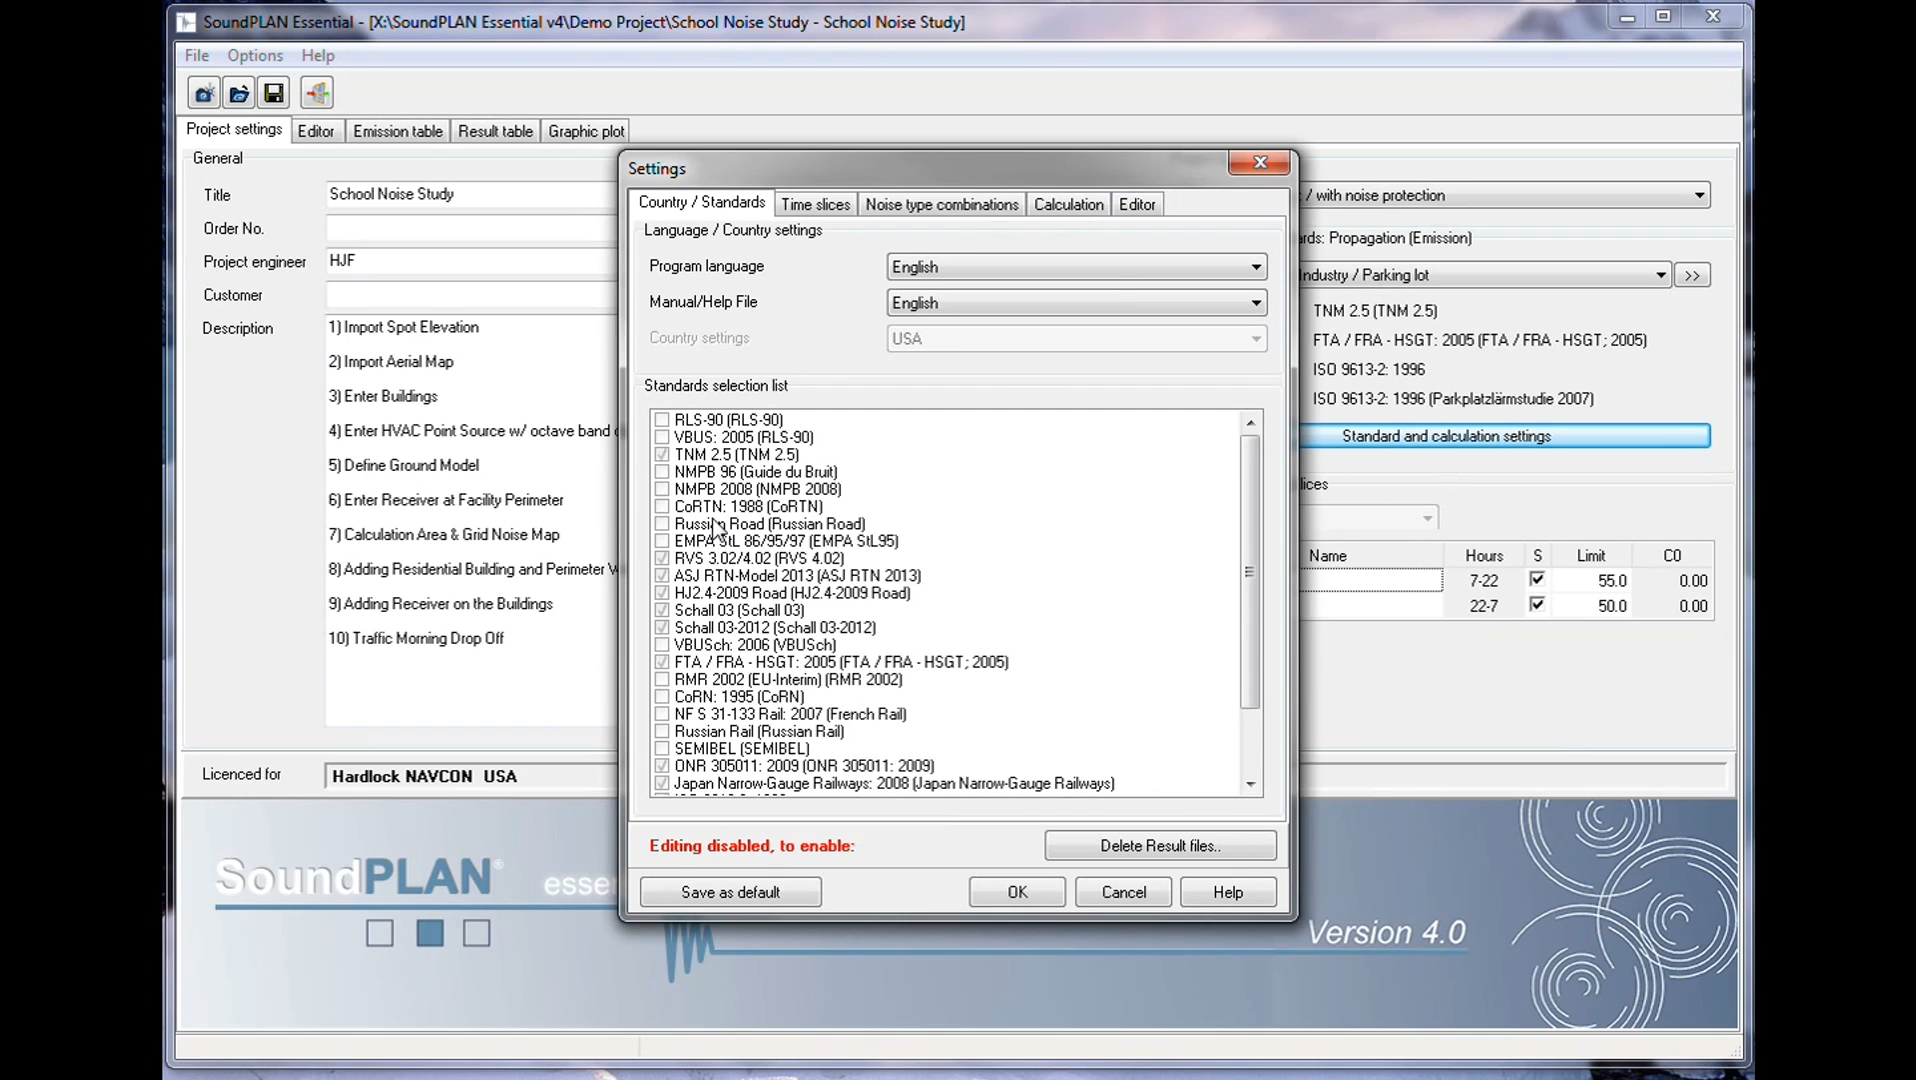 SoundPLAN Essential - [X:\SoundPLAN Essential v4\Demo Project\School Noise Study - School Noise Study]
File Options Help
Project settings Editor Emission table Result table Graphic plot
General
Title School Noise Study
Order No.
Project engineer HJF
Customer
Description
1) Import Spot Elevation
2) Import Aerial Map
3) Enter Buildings
4) Enter HVAC Point Source w/ octave band
5) Define Ground Model
6) Enter Receiver at Facility Perimeter
7) Calculation Area & Grid Noise Map
8) Adding Residential Building and Perimeter
9) Adding Receiver on the Buildings
10) Traffic Morning Drop Off
Licenced for Hardlock NAVCON USA
Settings
Country / Standards Time slices Noise type combinations Calculation Editor
Language / Country settings
Program language English
Manual/Help File English
Country settings USA
Standards selection list
RLS-90 (RLS-90)
VBUS: 2005 (RLS-90)
TNM 2.5 (TNM 2.5)
NMPB 96 (Guide du Bruit)
NMPB 2008 (NMPB 2008)
CoRTN: 1988 (CoRTN)
Russian Road (Russian Road)
EMPA StL 86/95/97 (EMPA StL95)
RVS 3.02/4.02 (RVS 4.02)
ASJ RTN-Model 2013 (ASJ RTN 2013)
HJ2.4-2009 Road (HJ2.4-2009 Road)
Schall 03 (Schall 03)
Schall 03-2012 (Schall 03-2012)
VBUSch: 2006 (VBUSch)
FTA / FRA - HSGT: 2005 (FTA / FRA - HSGT; 2005)
RMR 2002 (EU-Interim) (RMR 2002)
CoRN: 1995 (CoRN)
NF S 31-133 Rail: 2007 (French Rail)
Russian Rail (Russian Rail)
SEMIBEL (SEMIBEL)
ONR 305011: 2009 (ONR 305011: 2009)
Japan Narrow-Gauge Railways: 2008 (Japan Narrow-Gauge Railways)
Editing disabled, to enable: Delete Result files..
Save as default OK Cancel Help
/ with noise protection
Propagation (Emission)
Industry / Parking lot >>
TNM 2.5 (TNM 2.5)
FTA / FRA - HSGT: 2005 (FTA / FRA - HSGT; 2005)
ISO 9613-2: 1996
ISO 9613-2: 1996 (Parkplatzlärmstudie 2007)
Standard and calculation settings
Name Hours S Limit C0
7-22 55.0 0.00
22-7 50.0 0.00
SoundPLAN® essen
Version 4.0